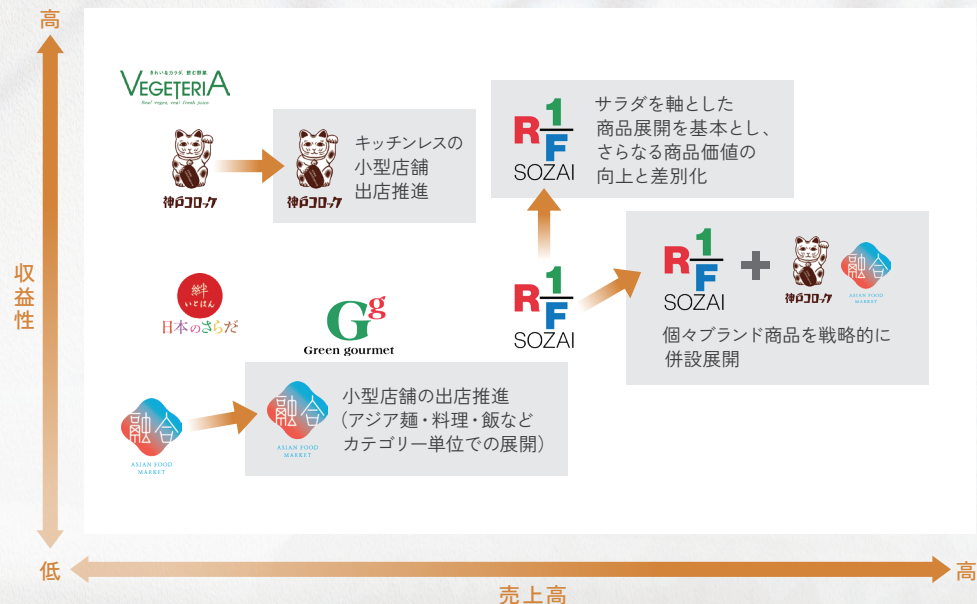 高
収益性
低
売上高
高
きれいなカラダ、飲む野菜。
VEGETERIA
Real veges, real fresh juice
神戸コロッケ
神戸コロッケ
キッチンレスの
小型店舗
出店推進
R1/F
SOZAI
サラダを軸とした
商品展開を基本とし、
さらなる商品価値の
向上と差別化
絆
いとはん
日本のさらだ
Gg
Green gourmet
R1/F
SOZAI
R1/F
SOZAI
+
神戸コロッケ
融合
ASIAN FOOD
MARKET
個々ブランド商品を戦略的に
併設展開
融合
ASIAN FOOD
MARKET
融合
ASIAN FOOD
MARKET
小型店舗の出店推進
（アジア麺・料理・飯など
カテゴリー単位での展開）